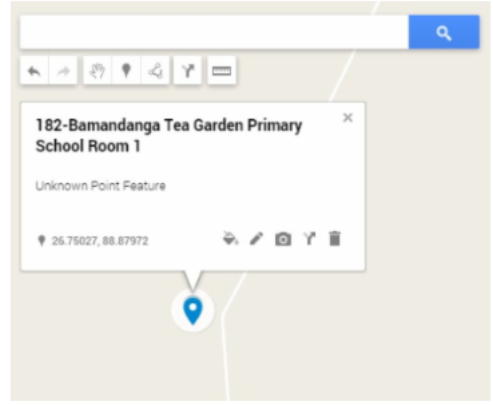 182-Bamandanga Tea Garden Primary
School Room 1
Unknown Point Feature
26.75027, 88.87972